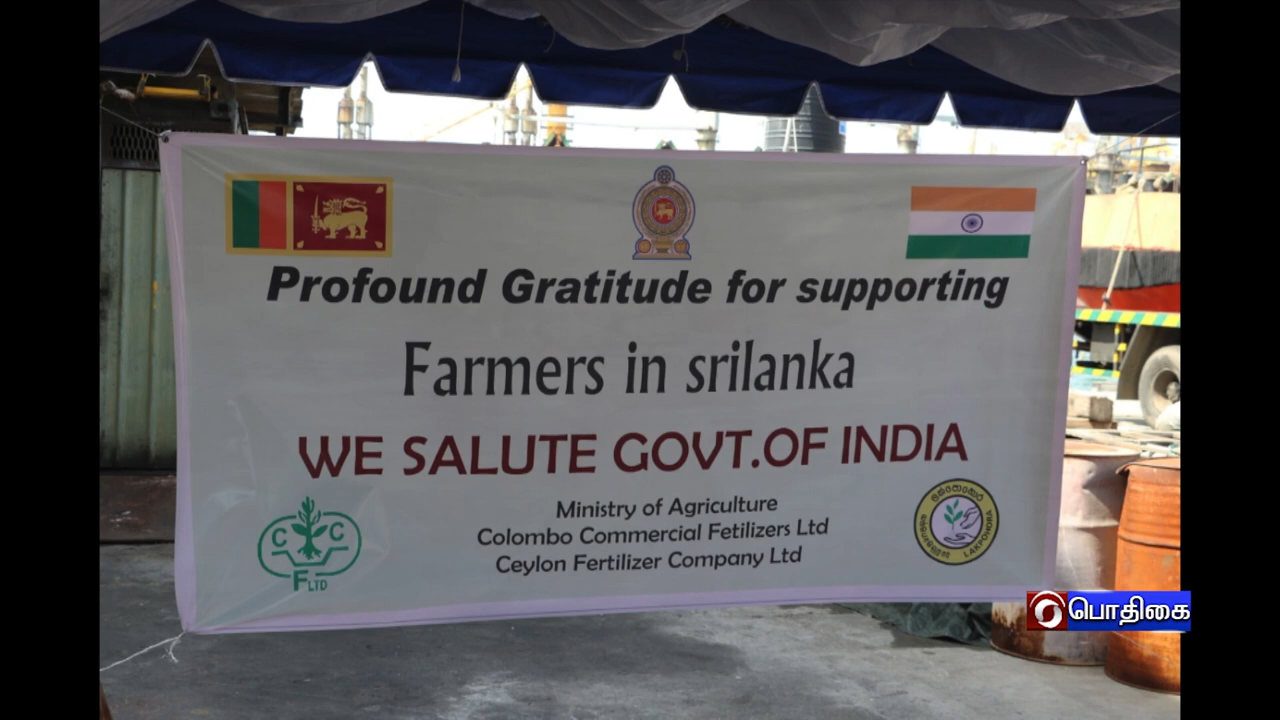 Profound Gratitude for supporting
Farmers in srilanka
WE SALUTE GOVT.OF INDIA
Ministry of Agriculture
Colombo Commercial Fetilizers Ltd
Ceylon Fertilizer Company Ltd
C C
F LTD
LAKPOHORA
பொதிகை